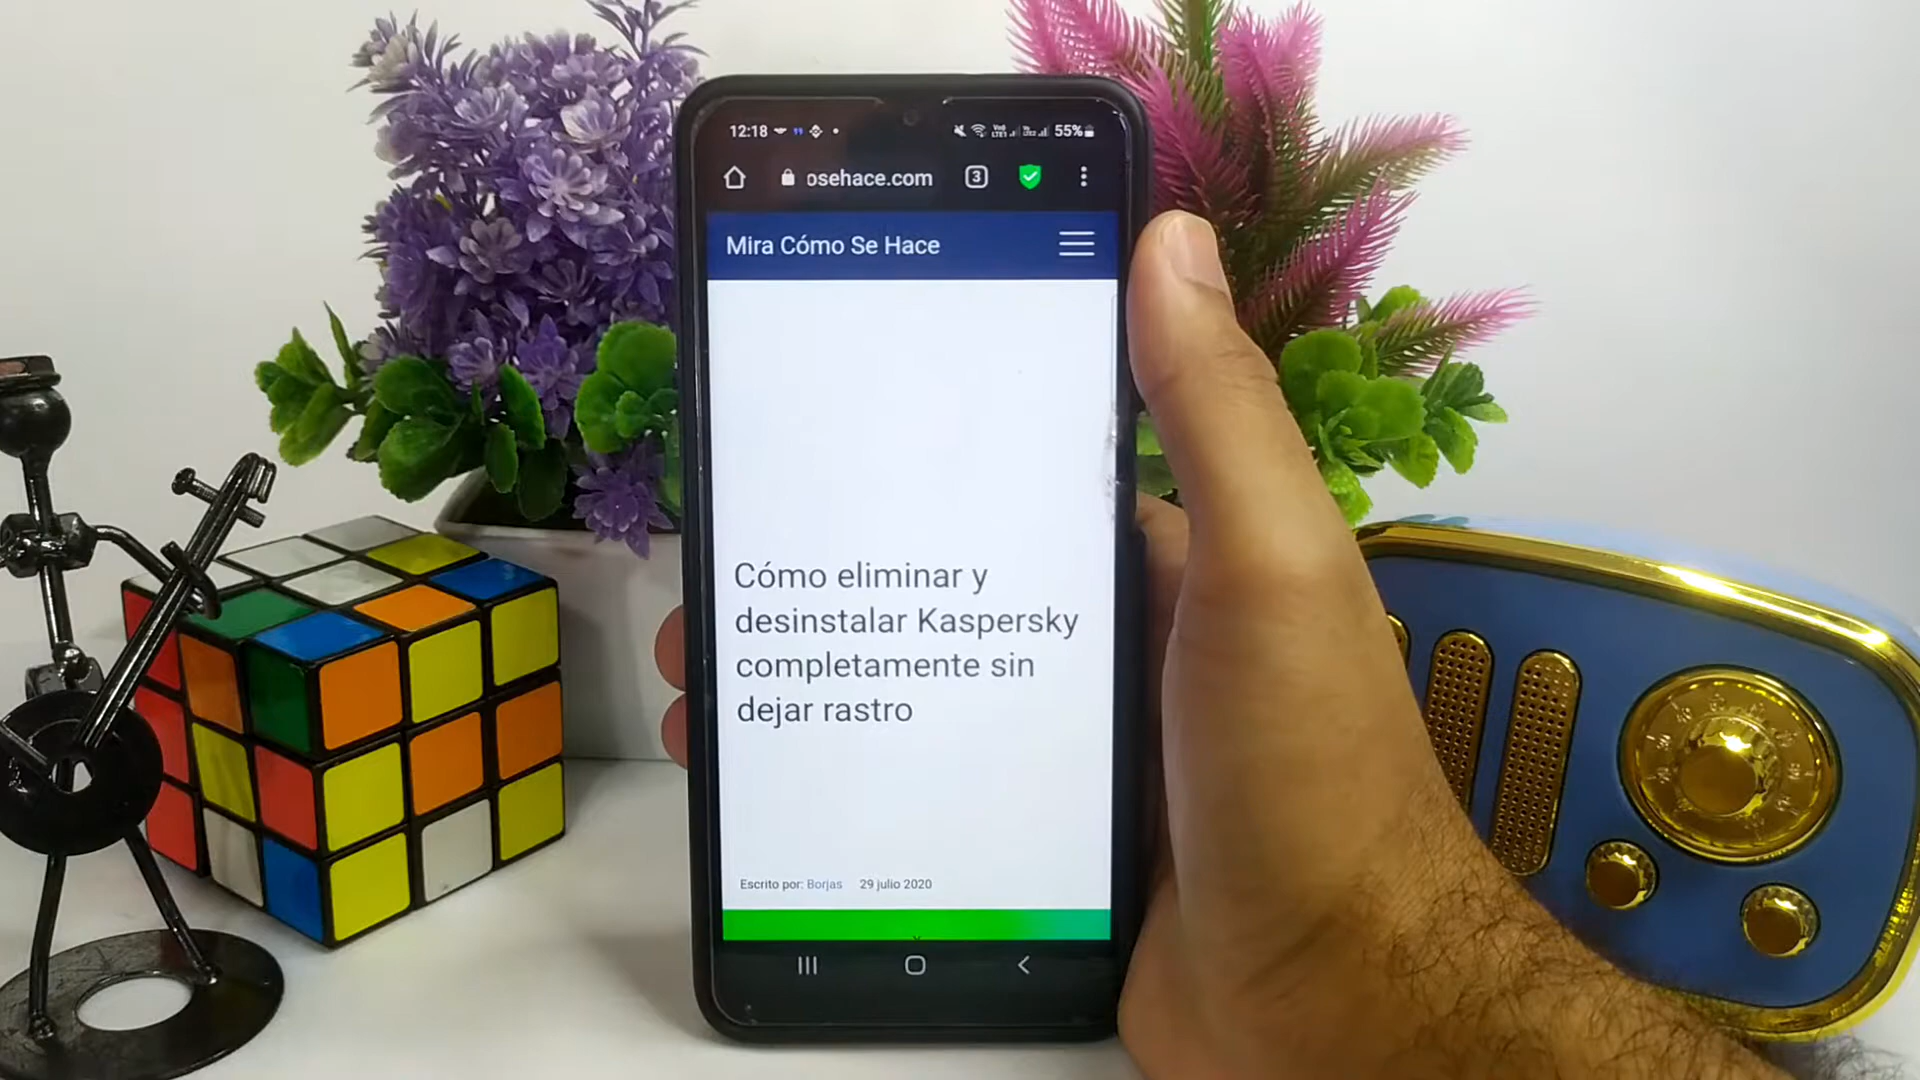 12:18
55%
osehace.com
3
Mira Cómo Se Hace
Cómo eliminar y
desinstalar Kaspersky
completamente sin
dejar rastro
Escrito por: Borjas 29 julio 2020